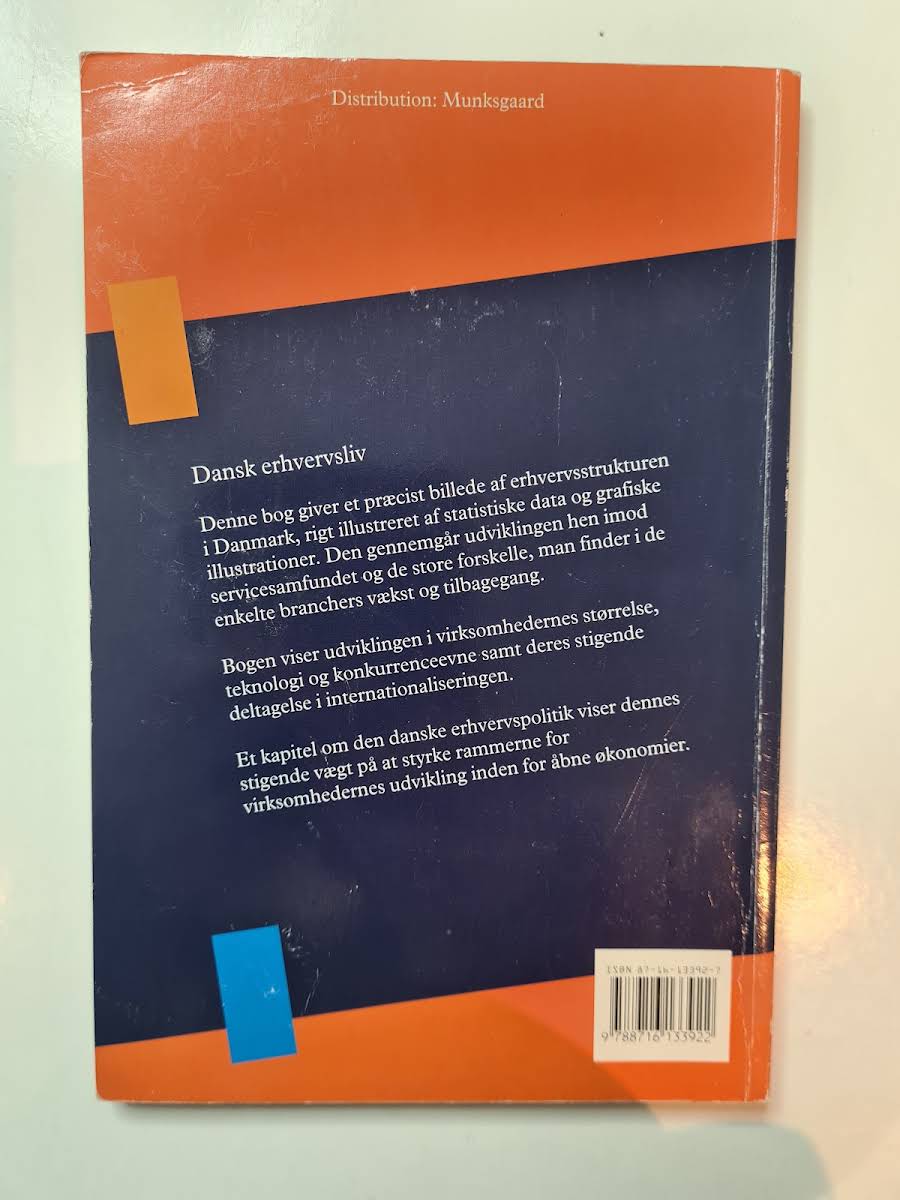 Distribution: Munksgaard
Dansk erhvervsliv
Denne bog giver et præcist billede af erhvervsstrukturen
i Danmark, rigt illustreret af statistiske data og grafiske
illustrationer. Den gennemgår udviklingen hen imod
servicesamfundet og de store forskelle, man finder i de
enkelte branchers vækst og tilbagegang.
Bogen viser udviklingen i virksomhedernes størrelse,
teknologi og konkurrenceevne samt deres stigende
deltagelse i internationaliseringen.
Et kapitel om den danske erhvervspolitik viser dennes
stigende vægt på at styrke rammerne for
virksomhedernes udvikling inden for åbne økonomier.
ISBN 87-16-13392-7
9 788716 133922